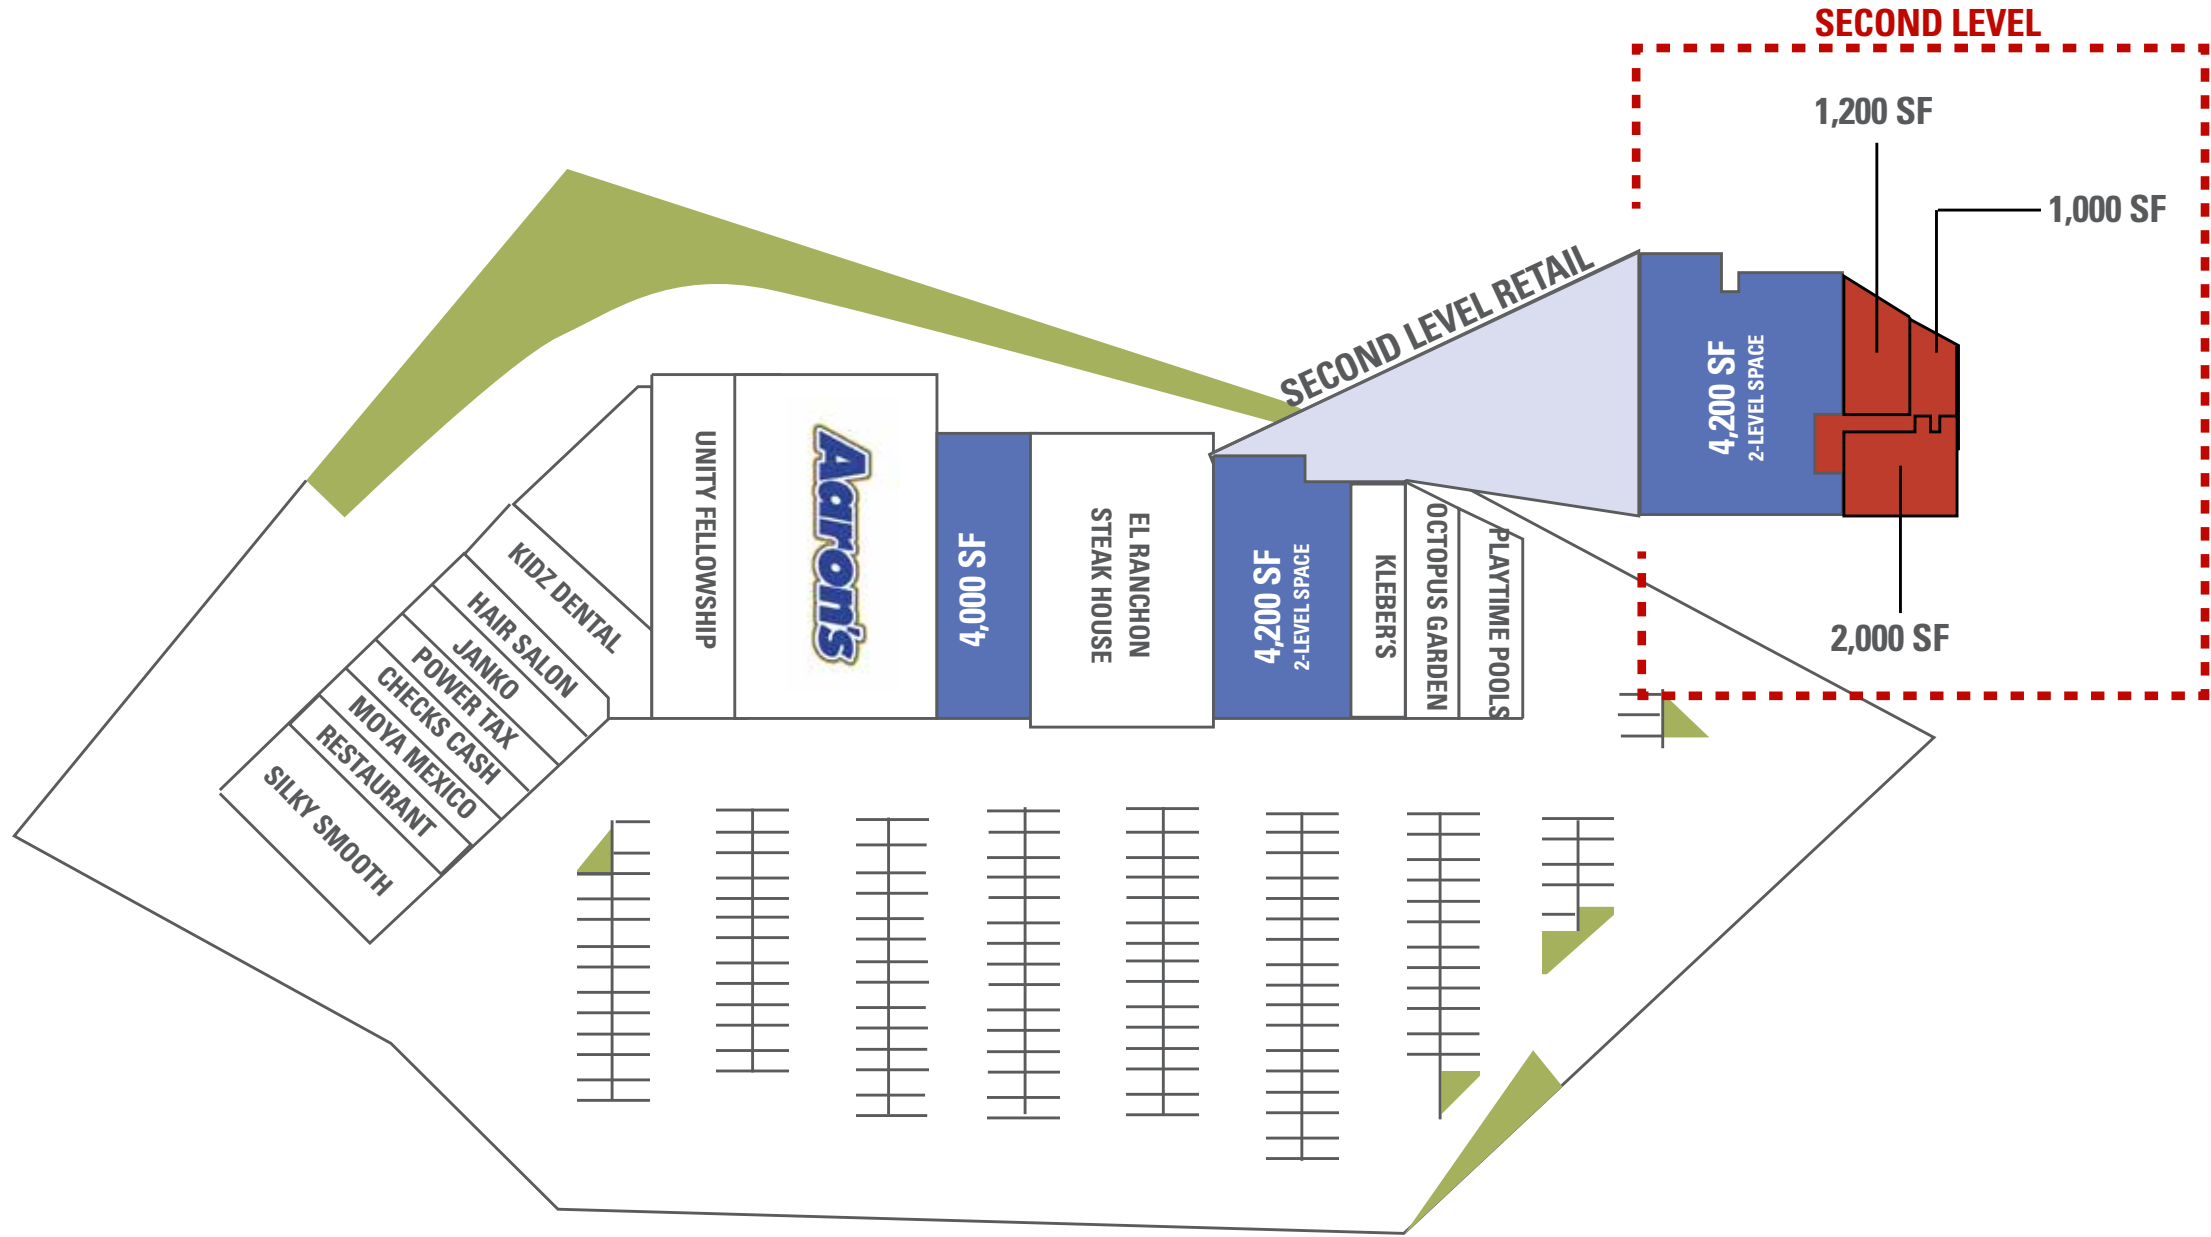 SECOND LEVEL
1,200 SF
1,000 SF
SECOND LEVEL RETAIL
4,200 SF
2-LEVEL SPACE
2,000 SF
SILKY SMOOTH
RESTAURANT
MOYA MEXICO
CHECKS CASH
POWER TAX
JANKO
HAIR SALON
KIDZ DENTAL
UNITY FELLOWSHIP
Aaron's
4,000 SF
EL RANCHON
STEAK HOUSE
4,200 SF
2-LEVEL SPACE
KLEBER'S
OCTOPUS GARDEN
PLAYTIME POOLS